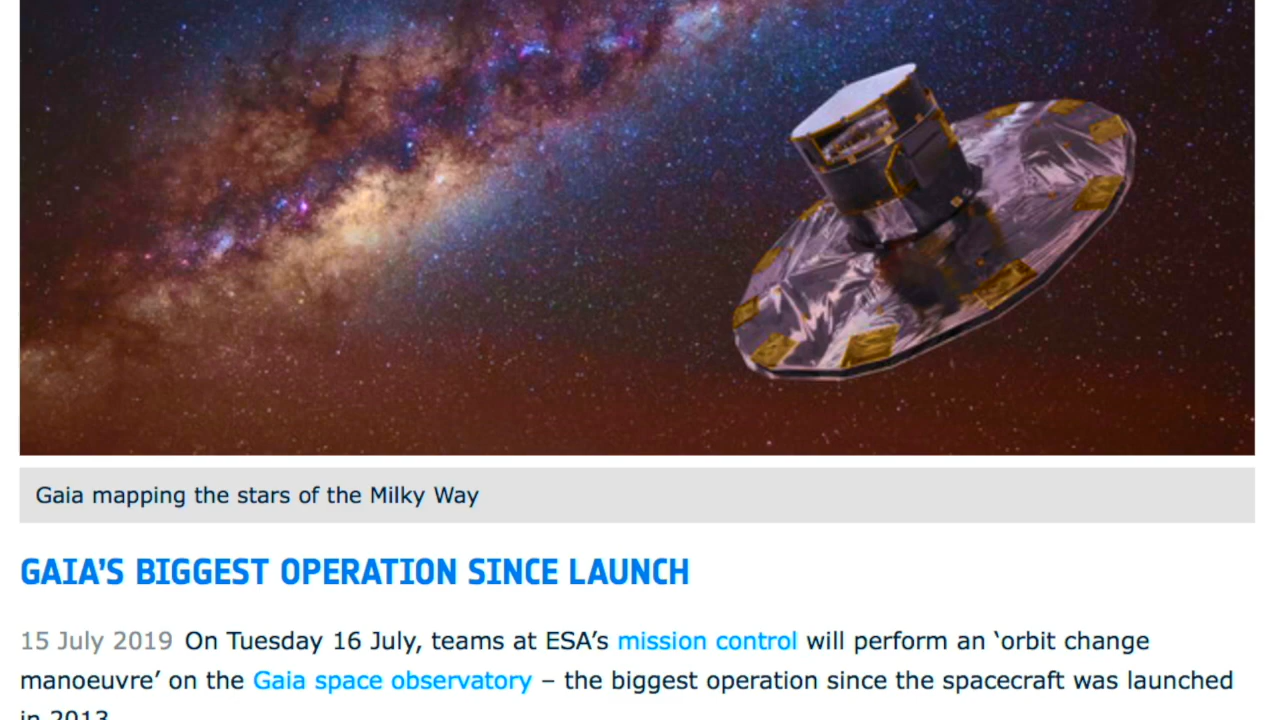 Gaia mapping the stars of the Milky Way
GAIA’S BIGGEST OPERATION SINCE LAUNCH
15 July 2019 On Tuesday 16 July, teams at ESA’s mission control will perform an ‘orbit change
manoeuvre’ on the Gaia space observatory – the biggest operation since the spacecraft was launched
in 2013